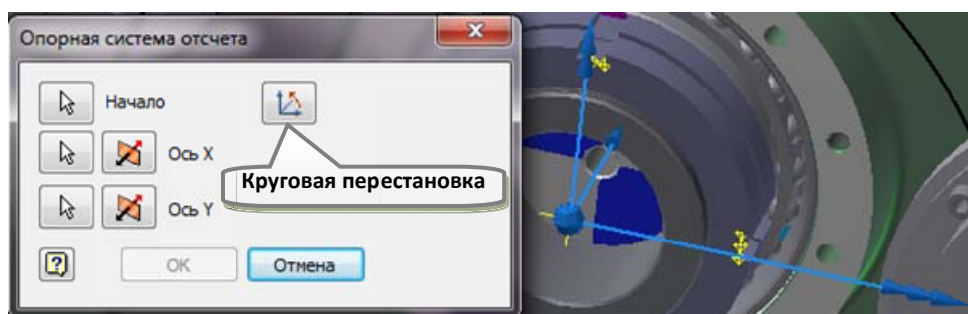 Опорная система отсчета
Начало
Ось X
Круговая перестановка
Ось Y
OK
Отмена